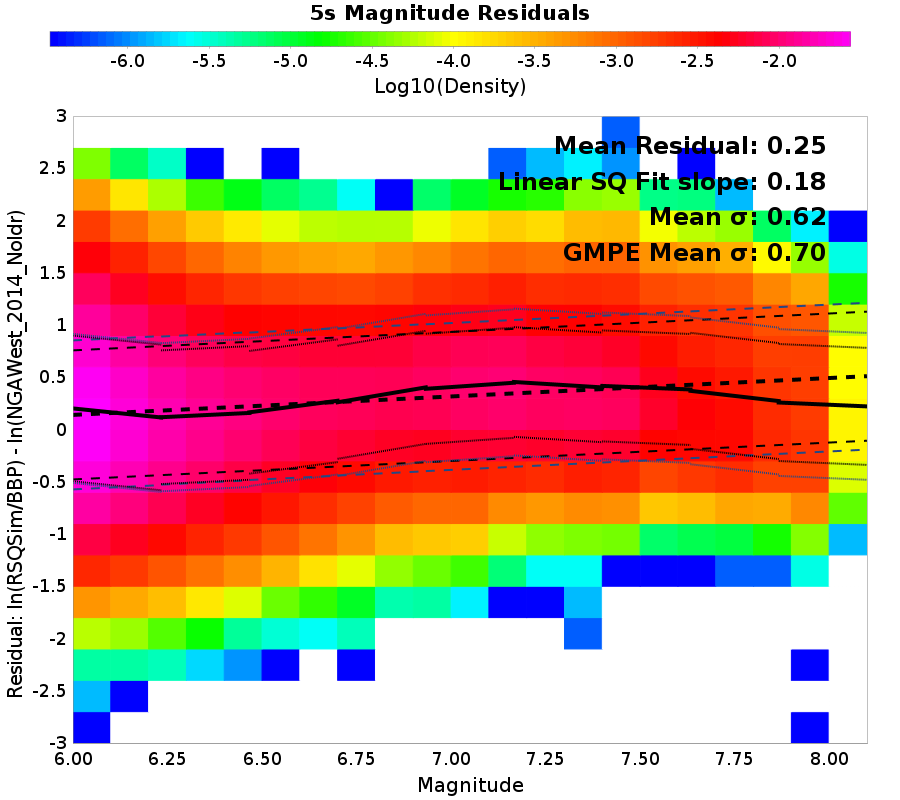 5s Magnitude Residuals
-6.0 -5.5 -5.0 -4.5 -4.0 -3.5 -3.0 -2.5 -2.0
Log10(Density)
Mean Residual: 0.25
Linear SQ Fit slope: 0.18
Mean σ: 0.62
GMPE Mean σ: 0.70
Residual: ln(RSQSim/BBP) - ln(NGAWest_2014_NoIdr)
3
2.5
2
1.5
1
0.5
0
-0.5
-1
-1.5
-2
-2.5
-3
6.00 6.25 6.50 6.75 7.00 7.25 7.50 7.75 8.00
Magnitude